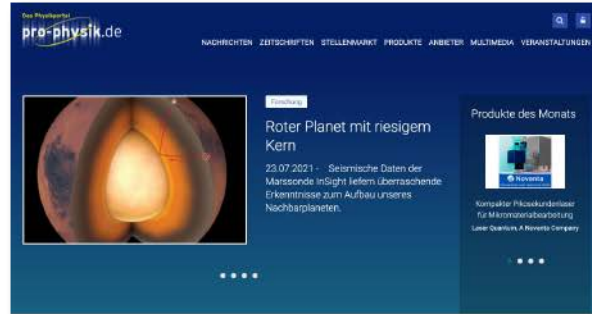 Das Physikportal
pro-physik.de
NACHRICHTEN ZEITSCHRIFTEN STELLENMARKT PRODUKTE ANBIETER MULTIMEDIA VERANSTALTUNGEN
Forschung
Roter Planet mit riesigem
Kern
23.07.2021 - Seismische Daten der
Marssonde InSight liefern überraschende
Erkenntnisse zum Aufbau unseres
Nachbarplaneten.
Produkte des Monats
Novanta
Kompakter Pikosekundenlaser
für Mikromaterialbearbeitung
Laser Quantum, A Novanta Company